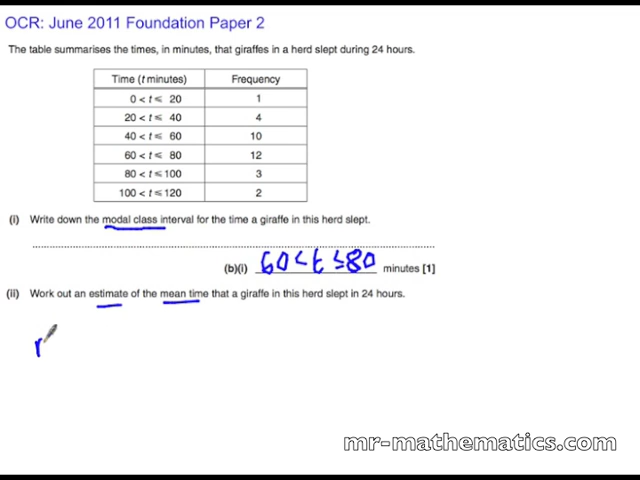 OCR: June 2011 Foundation Paper 2
The table summarises the times, in minutes, that giraffes in a herd slept during 24 hours.
Time (t minutes) Frequency
0 < t ⩽ 20 1
20 < t ⩽ 40 4
40 < t ⩽ 60 10
60 < t ⩽ 80 12
80 < t ⩽ 100 3
100 < t ⩽ 120 2
(i) Write down the modal class interval for the time a giraffe in this herd slept.
(b)(i) 60 < t ≤ 80 minutes [1]
(ii) Work out an estimate of the mean time that a giraffe in this herd slept in 24 hours.
mr-mathematics.com